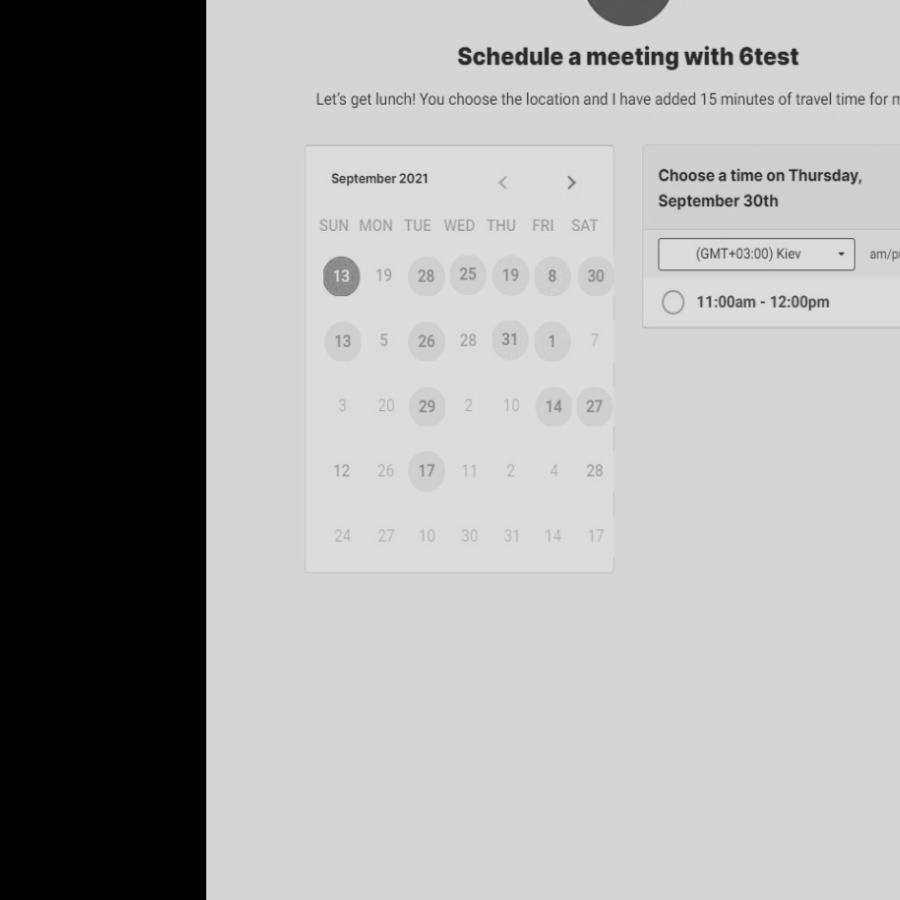 Schedule a meeting with 6test
Let's get lunch! You choose the location and I have added 15 minutes of travel time for
September 2021
SUN MON TUE WED THU FRI SAT
13 19 28 25 19 8 30
13 5 26 28 31 1 7
3 20 29 2 10 14 27
12 26 17 11 2 4 28
24 27 10 30 31 14 17
Choose a time on Thursday,
September 30th
(GMT+03:00) Kiev
11:00am - 12:00pm